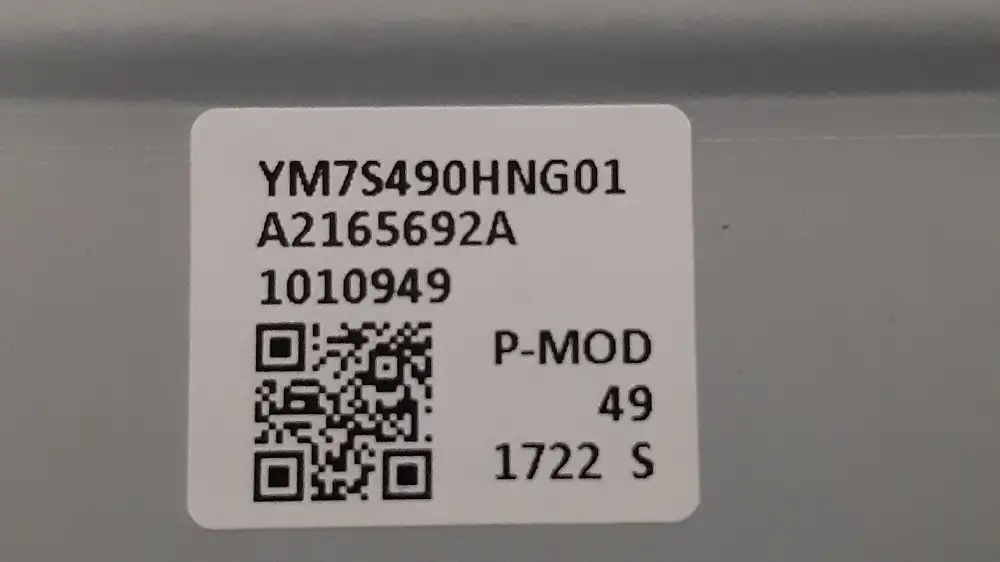 YM7S490HNG01
A2165692A
1010949
P-MOD
49
1722 S